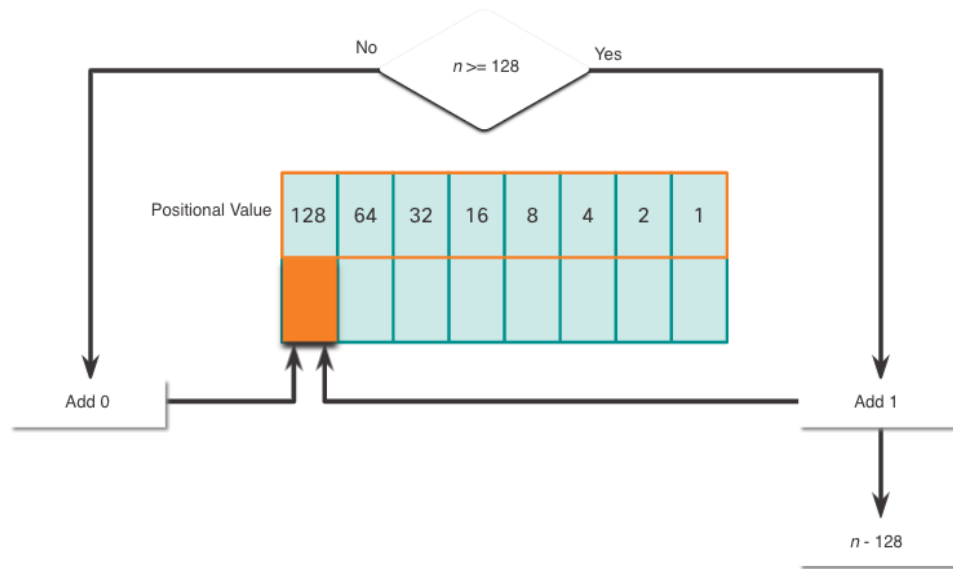 No
Yes
n >= 128
Positional Value
128 64 32 16 8 4 2 1
Add 0
Add 1
n - 128